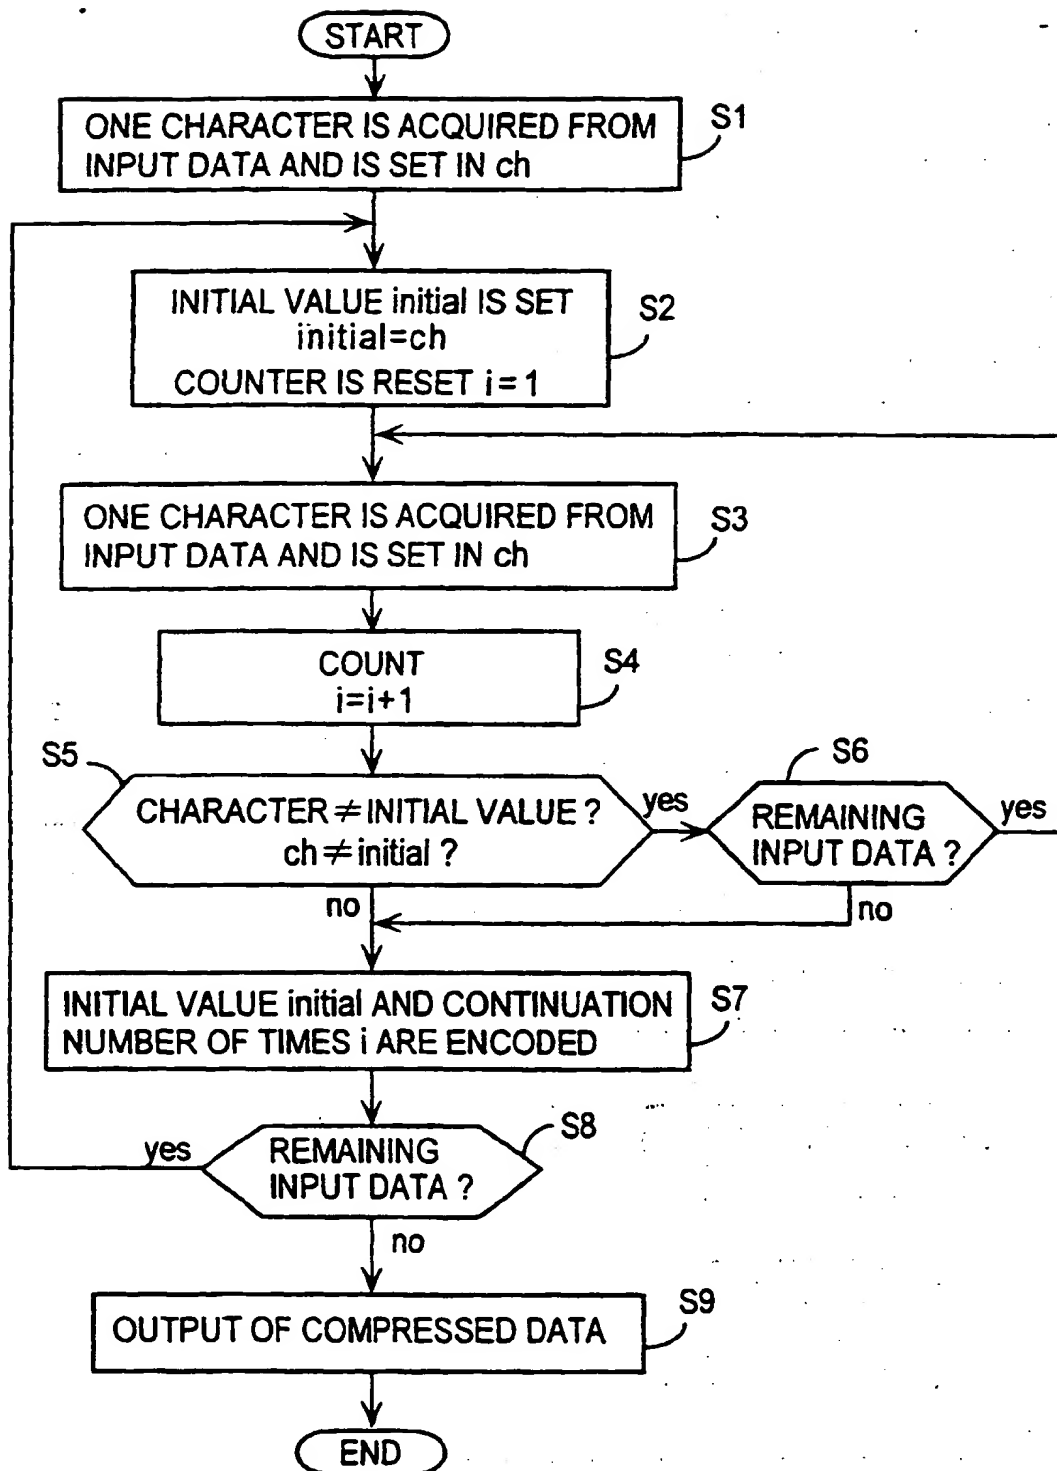 START
ONE CHARACTER IS ACQUIRED FROM
INPUT DATA AND IS SET IN ch
S1
INITIAL VALUE initial IS SET
initial=ch
COUNTER IS RESET i=1
S2
ONE CHARACTER IS ACQUIRED FROM
INPUT DATA AND IS SET IN ch
S3
COUNT
i=i+1
S4
S5
CHARACTER≠INITIAL VALUE ?
ch≠initial ?
yes
no
S6
REMAINING
INPUT DATA ?
yes
no
INITIAL VALUE initial AND CONTINUATION
NUMBER OF TIMES i ARE ENCODED
S7
yes
REMAINING
INPUT DATA ?
S8
no
OUTPUT OF COMPRESSED DATA
S9
END